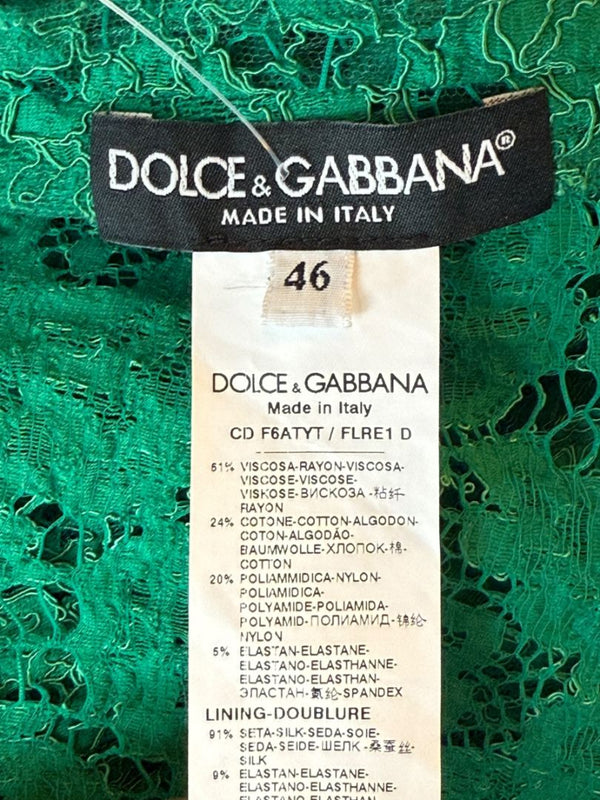 DOLCE & GABBANA®
MADE IN ITALY
46
DOLCE & GABBANA
Made in Italy
CD F6ATYT / FLRE1 D
51% VISCOSA-RAYON-VISCOSA-
VISCOSE-VISCOSE-
VISKOSE-ВИСКОЗА-粘纤
RAYON
24% COTONE-COTTON-ALGODON-
COTON-ALGODÃO-
BAUMWOLLE-ХЛОПОК-棉-
COTTON
20% POLIAMMIDICA-NYLON-
POLIAMIDICA-
POLYAMIDE-POLIAMIDA-
POLYAMID-ПОЛИАМИД-锦纶-
NYLON
5% ELASTAN-ELASTANE-
ELASTANO-ELASTHANNE-
ELASTANO-ELASTHAN-
ЭЛАСТАН-氨纶-SPANDEX
LINING-DOUBLURE
91% SETA-SILK-SEDA-SOIE-
SEDA-SEIDE-ШЕЛК-桑蚕丝-
SILK
9% ELASTAN-ELASTANE-
ELASTANO-ELASTHANNE-
ELASTANO-ELASTHAN-